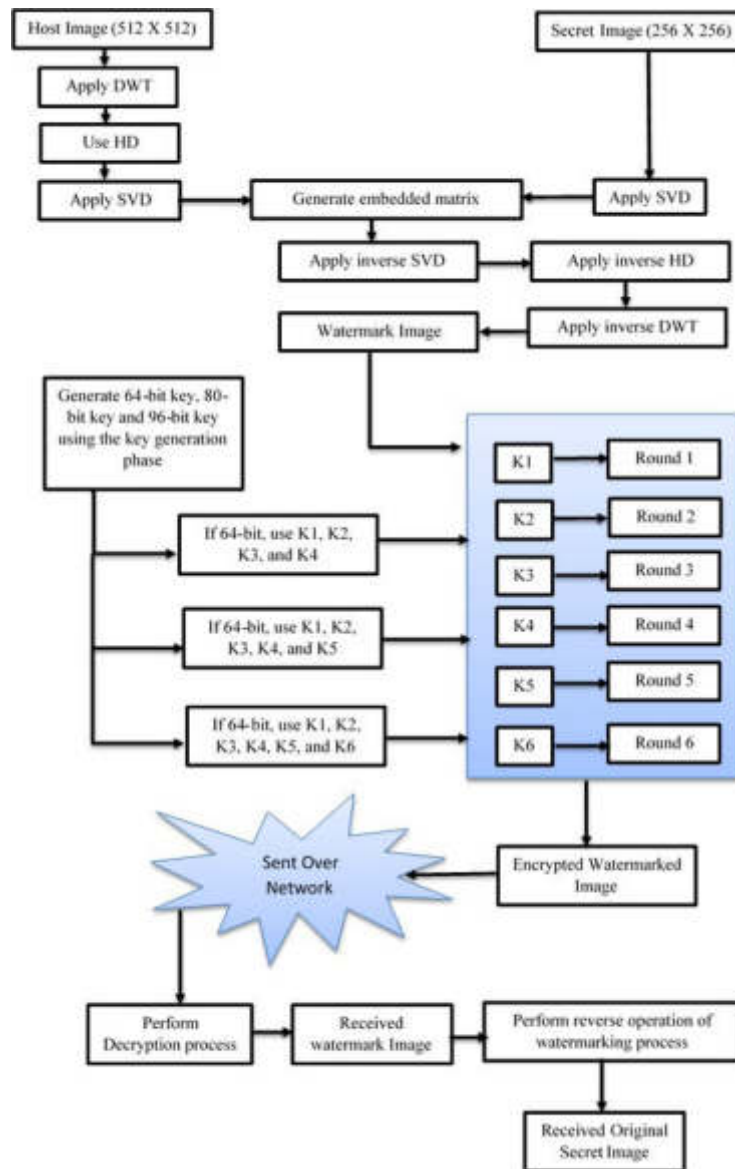 Host Image (512 X 512)
Secret Image (256 X 256)
Apply DWT
Use HD
Apply SVD
Generate embedded matrix
Apply SVD
Apply inverse SVD
Apply inverse HD
Watermark Image
Apply inverse DWT
Generate 64-bit key, 80-
bit key and 96-bit key
using the key generation
phase
If 64-bit, use K1, K2,
K3, and K4
If 64-bit, use K1, K2,
K3, K4, and K5
If 64-bit, use K1, K2,
K3, K4, K5, and K6
K1
Round 1
K2
Round 2
K3
Round 3
K4
Round 4
K5
Round 5
K6
Round 6
Encrypted Watermarked
Image
Sent Over
Network
Perform
Decryption process
Received
watermark Image
Perform reverse operation of
watermarking process
Received Original
Secret Image